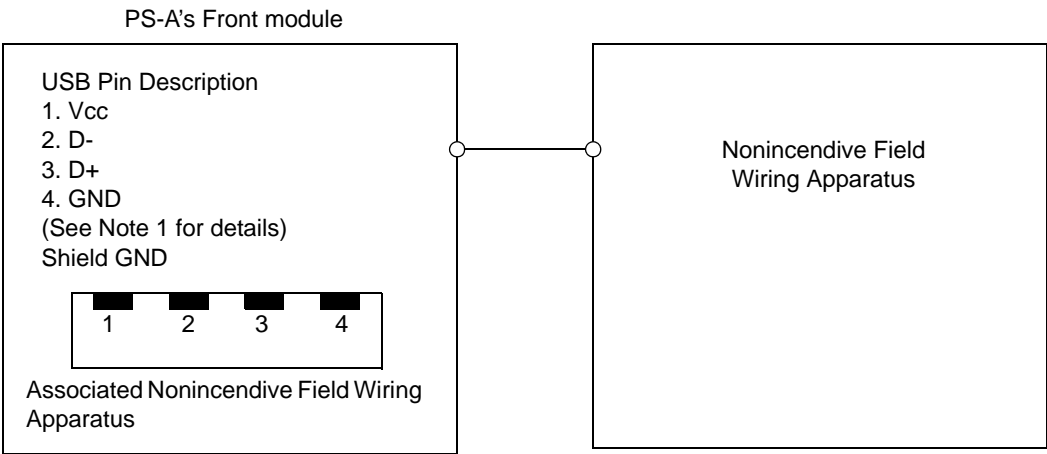 PS-A's Front module
USB Pin Description
1. Vcc
2. D-
3. D+
4. GND
(See Note 1 for details)
Shield GND
1 2 3 4
Associated Nonincendive Field Wiring
Apparatus
Nonincendive Field
Wiring Apparatus